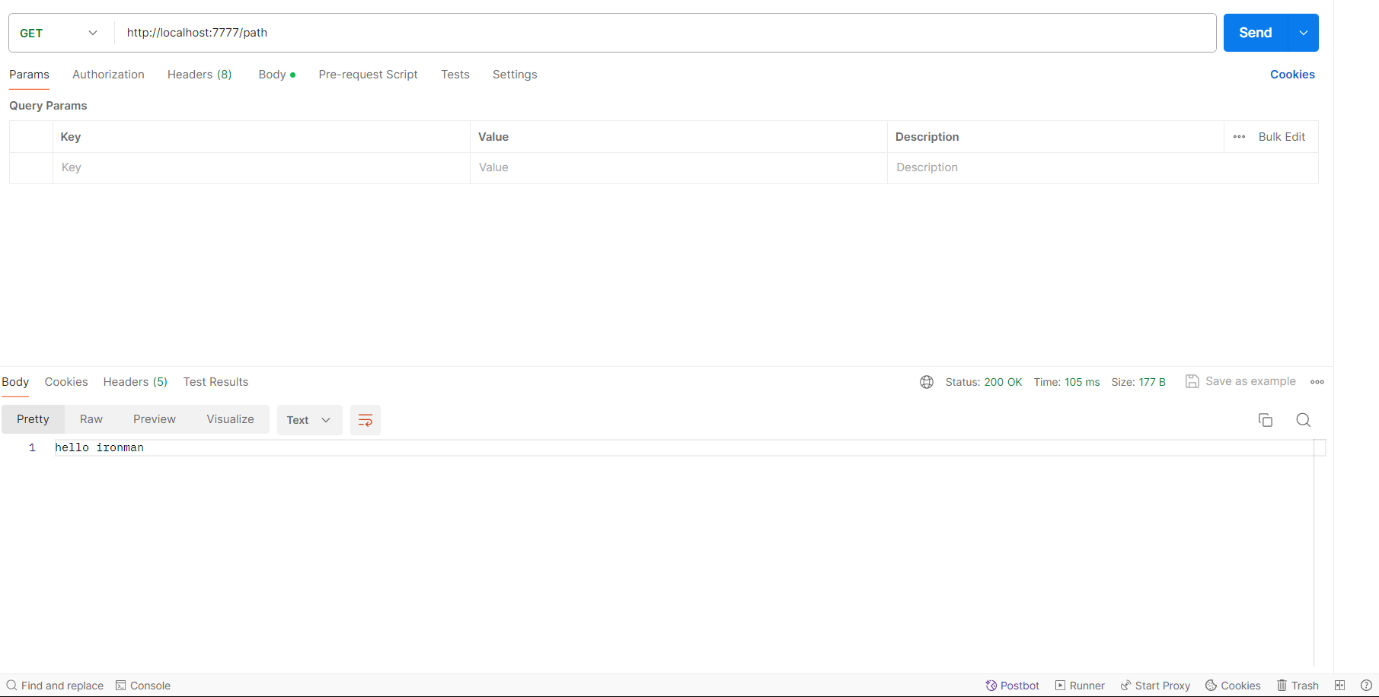 GET http://localhost:7777/path Send
Params Authorization Headers (8) Body Pre-request Script Tests Settings Cookies
Query Params
Key Value Description Bulk Edit
Key Value Description
Body Cookies Headers (5) Test Results Status: 200 OK Time: 105 ms Size: 177 B Save as example
Pretty Raw Preview Visualize Text
1 hello ironman
Find and replace Console Postbot Runner Start Proxy Cookies Trash